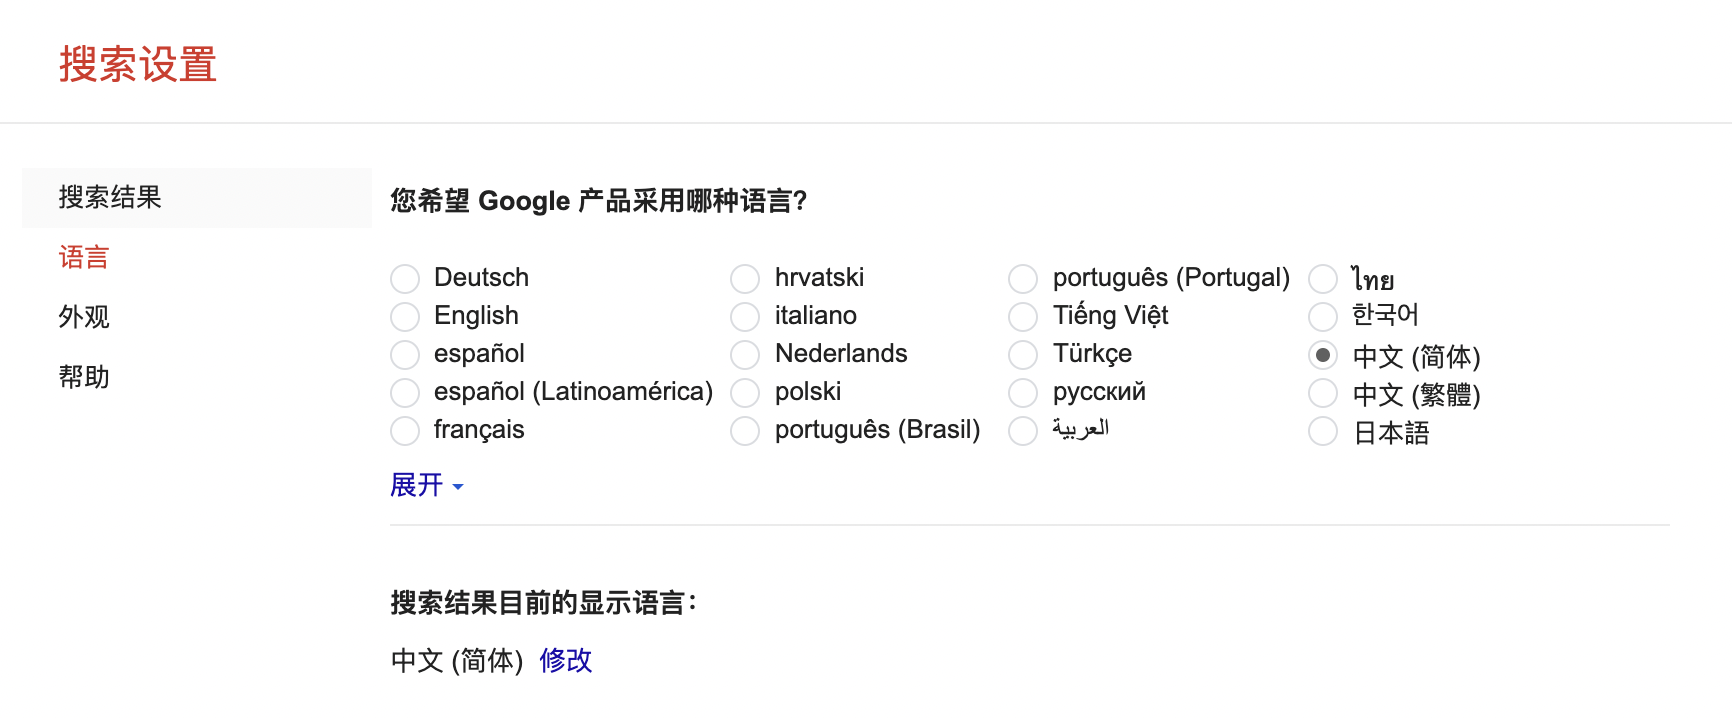 搜索设置
搜索结果
语言
外观
帮助
您希望 Google 产品采用哪种语言?
Deutsch
English
español
español (Latinoamérica)
français
hrvatski
italiano
Nederlands
polski
português (Brasil)
português (Portugal)
Tiếng Việt
Türkçe
русский
العربية
ไทย
한국어
中文 (简体)
中文 (繁體)
日本語
展开
搜索结果目前的显示语言：
中文 (简体) 修改